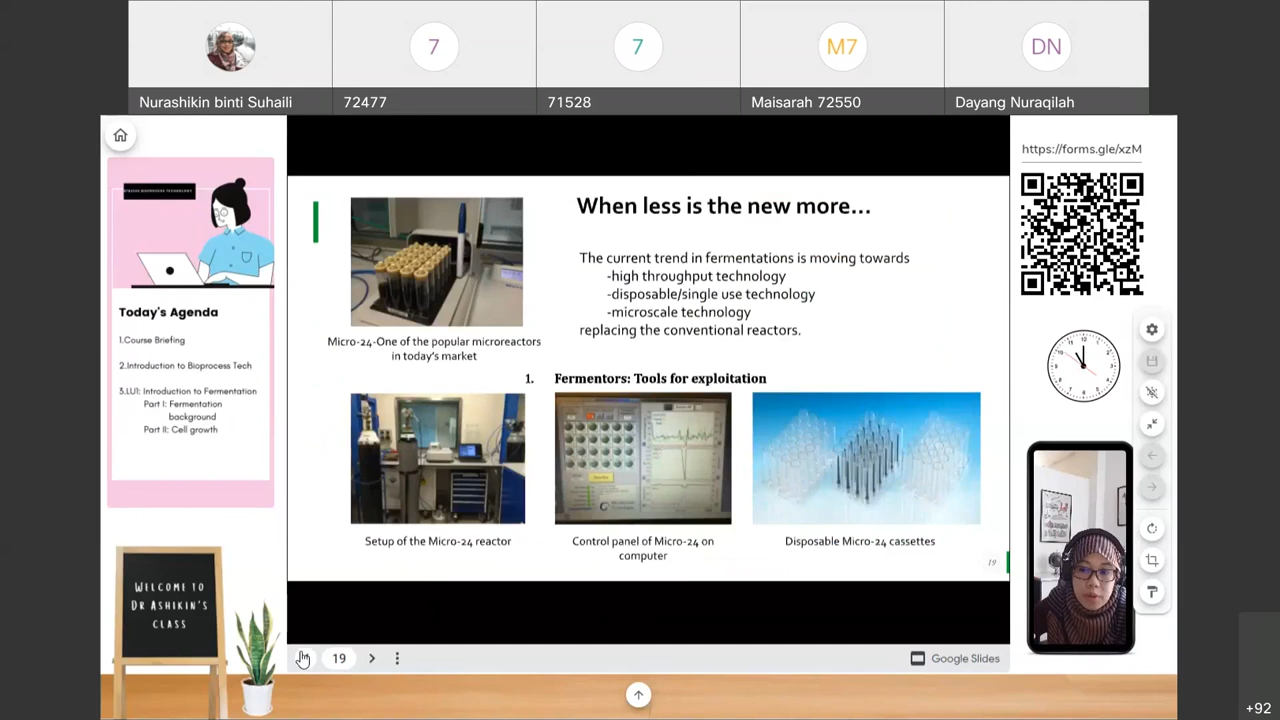 7
7
M7
DN
Nurashikin binti Suhaili
72477
71528
Maisarah 72550
Dayang Nuraqilah
Today's Agenda
1.Course Briefing
2.Introduction to Bioprocess Tech
3.LU1: Introduction to Fermentation
Part I: Fermentation
background
Part II: Cell growth
WELCOME TO
DR ASHIKIN'S
CLASS
When less is the new more...
The current trend in fermentations is moving towards
-high throughput technology
-disposable/single use technology
-microscale technology
replacing the conventional reactors.
Micro-24-One of the popular microreactors
in today's market
1. Fermentors: Tools for exploitation
Setup of the Micro-24 reactor
Control panel of Micro-24 on
computer
Disposable Micro-24 cassettes
19
19
Google Slides
https://forms.gle/xzM
+92